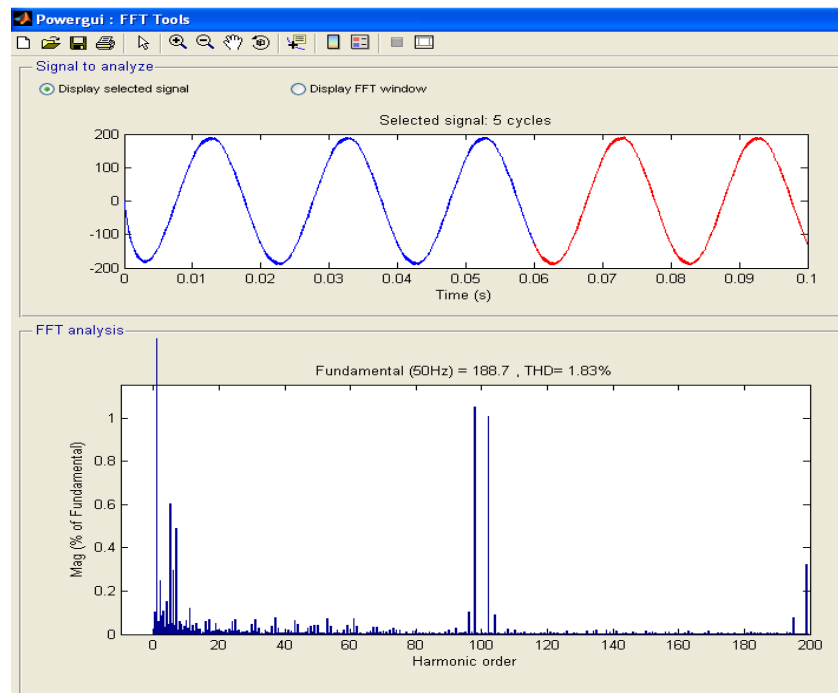 Powergui : FFT Tools
Signal to analyze
Display selected signal Display FFT window
Selected signal: 5 cycles
200
100
0
-100
-200
0 0.01 0.02 0.03 0.04 0.05 0.06 0.07 0.08 0.09 0.1
Time (s)
FFT analysis
Fundamental (50Hz) = 188.7 , THD= 1.83%
Mag (% of Fundamental)
1
0.8
0.6
0.4
0.2
0
0 20 40 60 80 100 120 140 160 180 200
Harmonic order